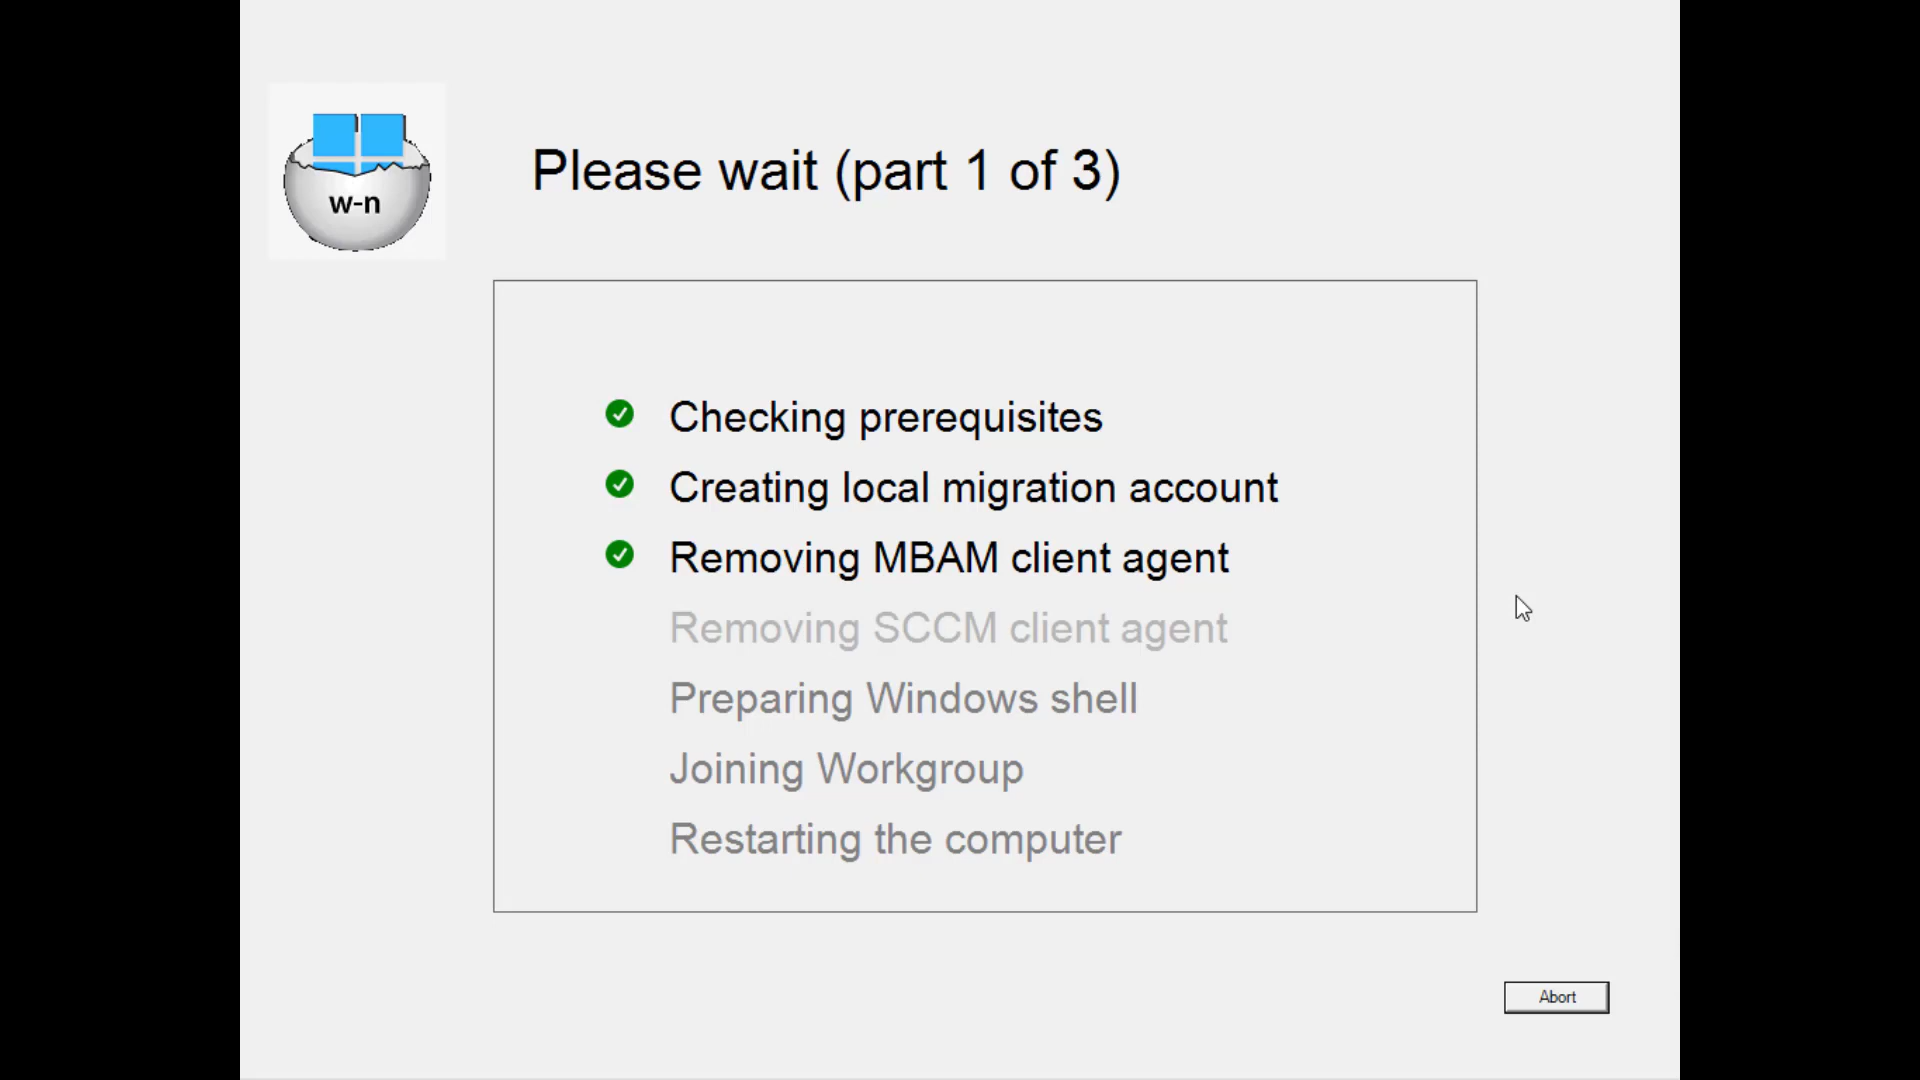 w-n
Please wait (part 1 of 3)
Checking prerequisites
Creating local migration account
Removing MBAM client agent
Removing SCCM client agent
Preparing Windows shell
Joining Workgroup
Restarting the computer
Abort